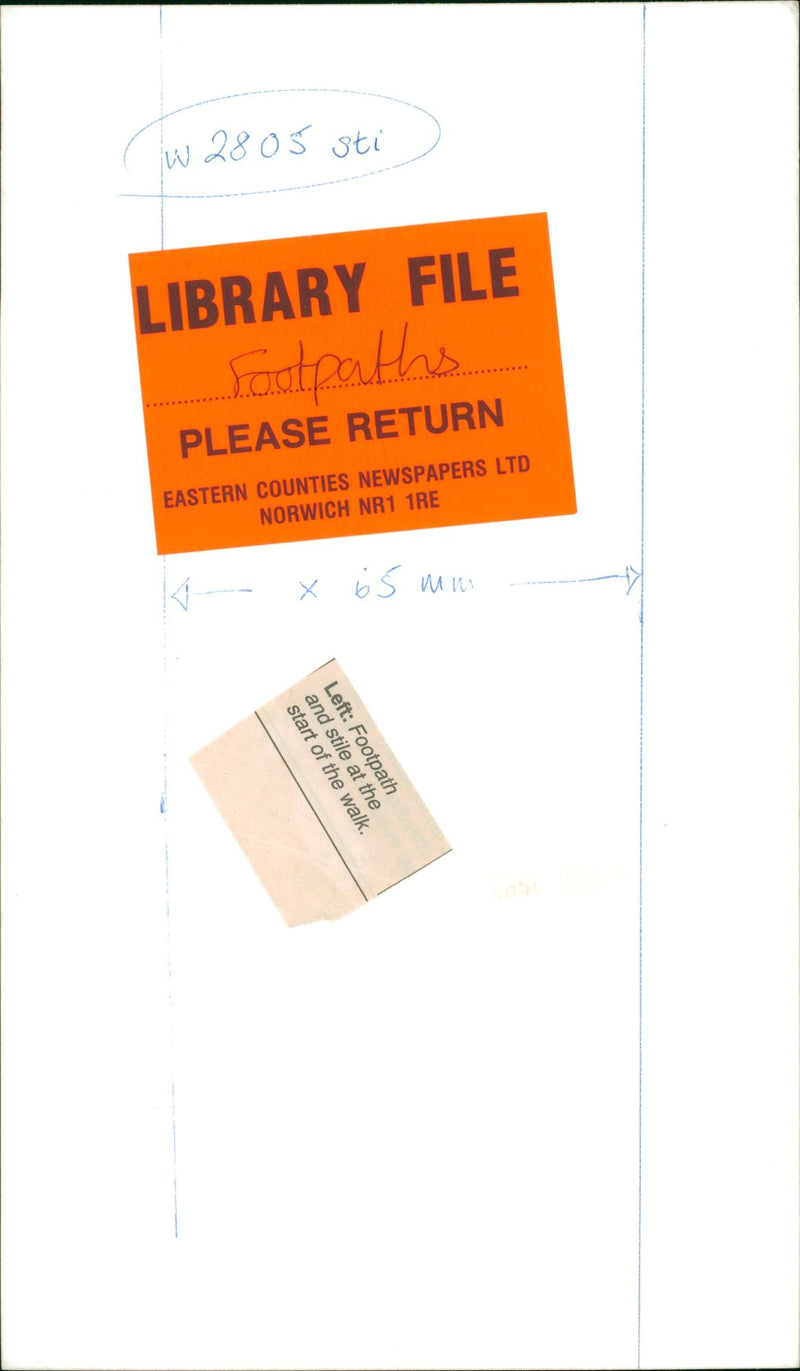 w2805 sti
LIBRARY FILE
Footpaths
PLEASE RETURN
EASTERN COUNTIES NEWSPAPERS LTD
NORWICH NR1 1RE
x 65 mm
Left: Footpath
and stile at the
start of the walk.